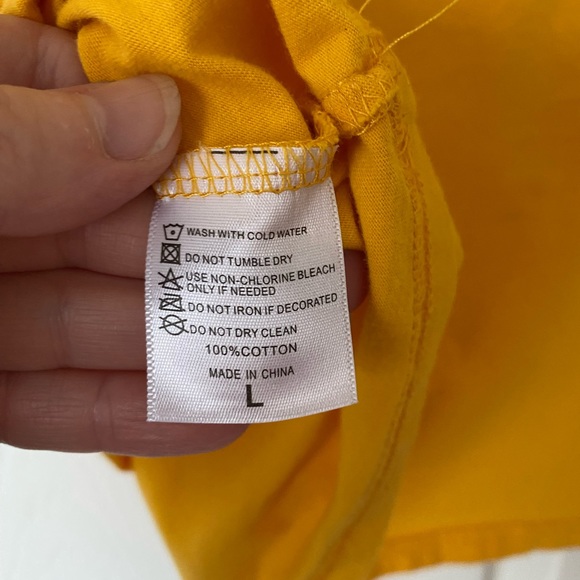 WASH WITH COLD WATER
DO NOT TUMBLE DRY
USE NON-CHLORINE BLEACH
ONLY IF NEEDED
DO NOT IRON IF DECORATED
DO NOT DRY CLEAN
100%COTTON
MADE IN CHINA
L